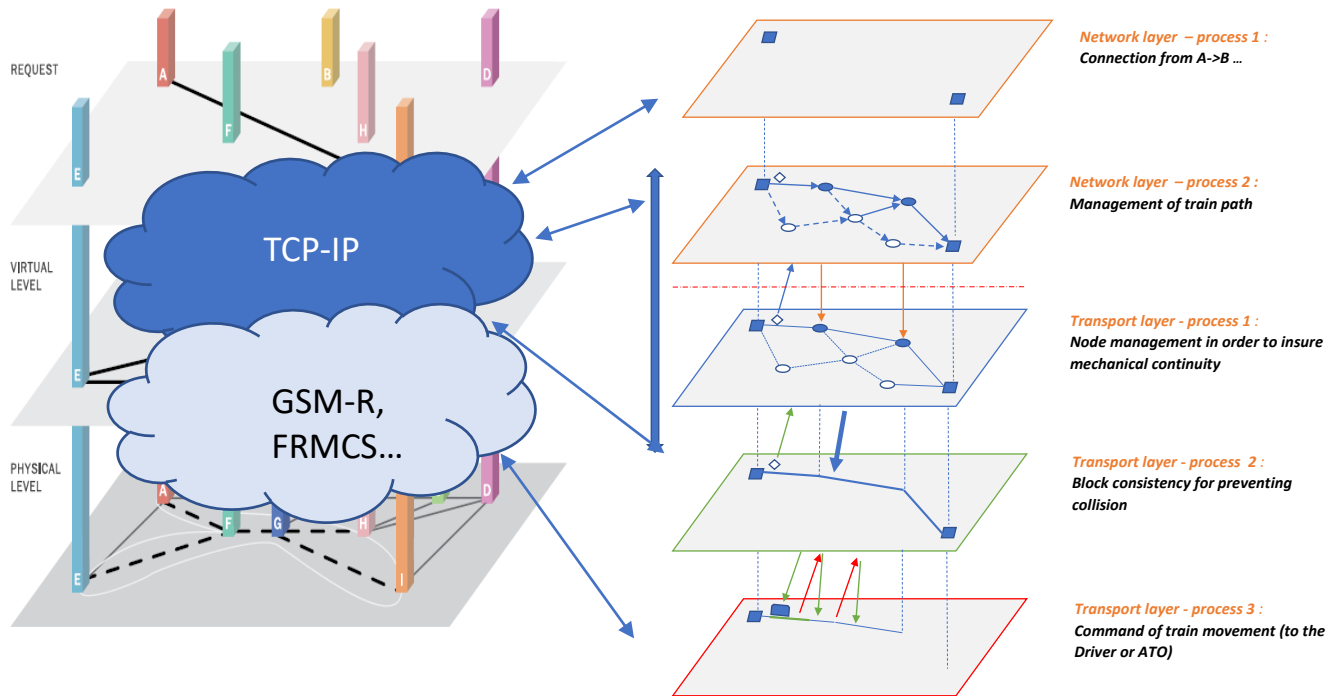 REQUEST
A
B
D
F
H
E
TCP-IP
VIRTUAL
LEVEL
E
GSM-R,
FRMCS...
PHYSICAL
LEVEL
A
D
F
G
H
E
I
Network layer – process 1 :
Connection from A->B ...
Network layer – process 2 :
Management of train path
Transport layer - process 1 :
Node management in order to insure
mechanical continuity
Transport layer - process 2 :
Block consistency for preventing
collision
Transport layer - process 3 :
Command of train movement (to the
Driver or ATO)